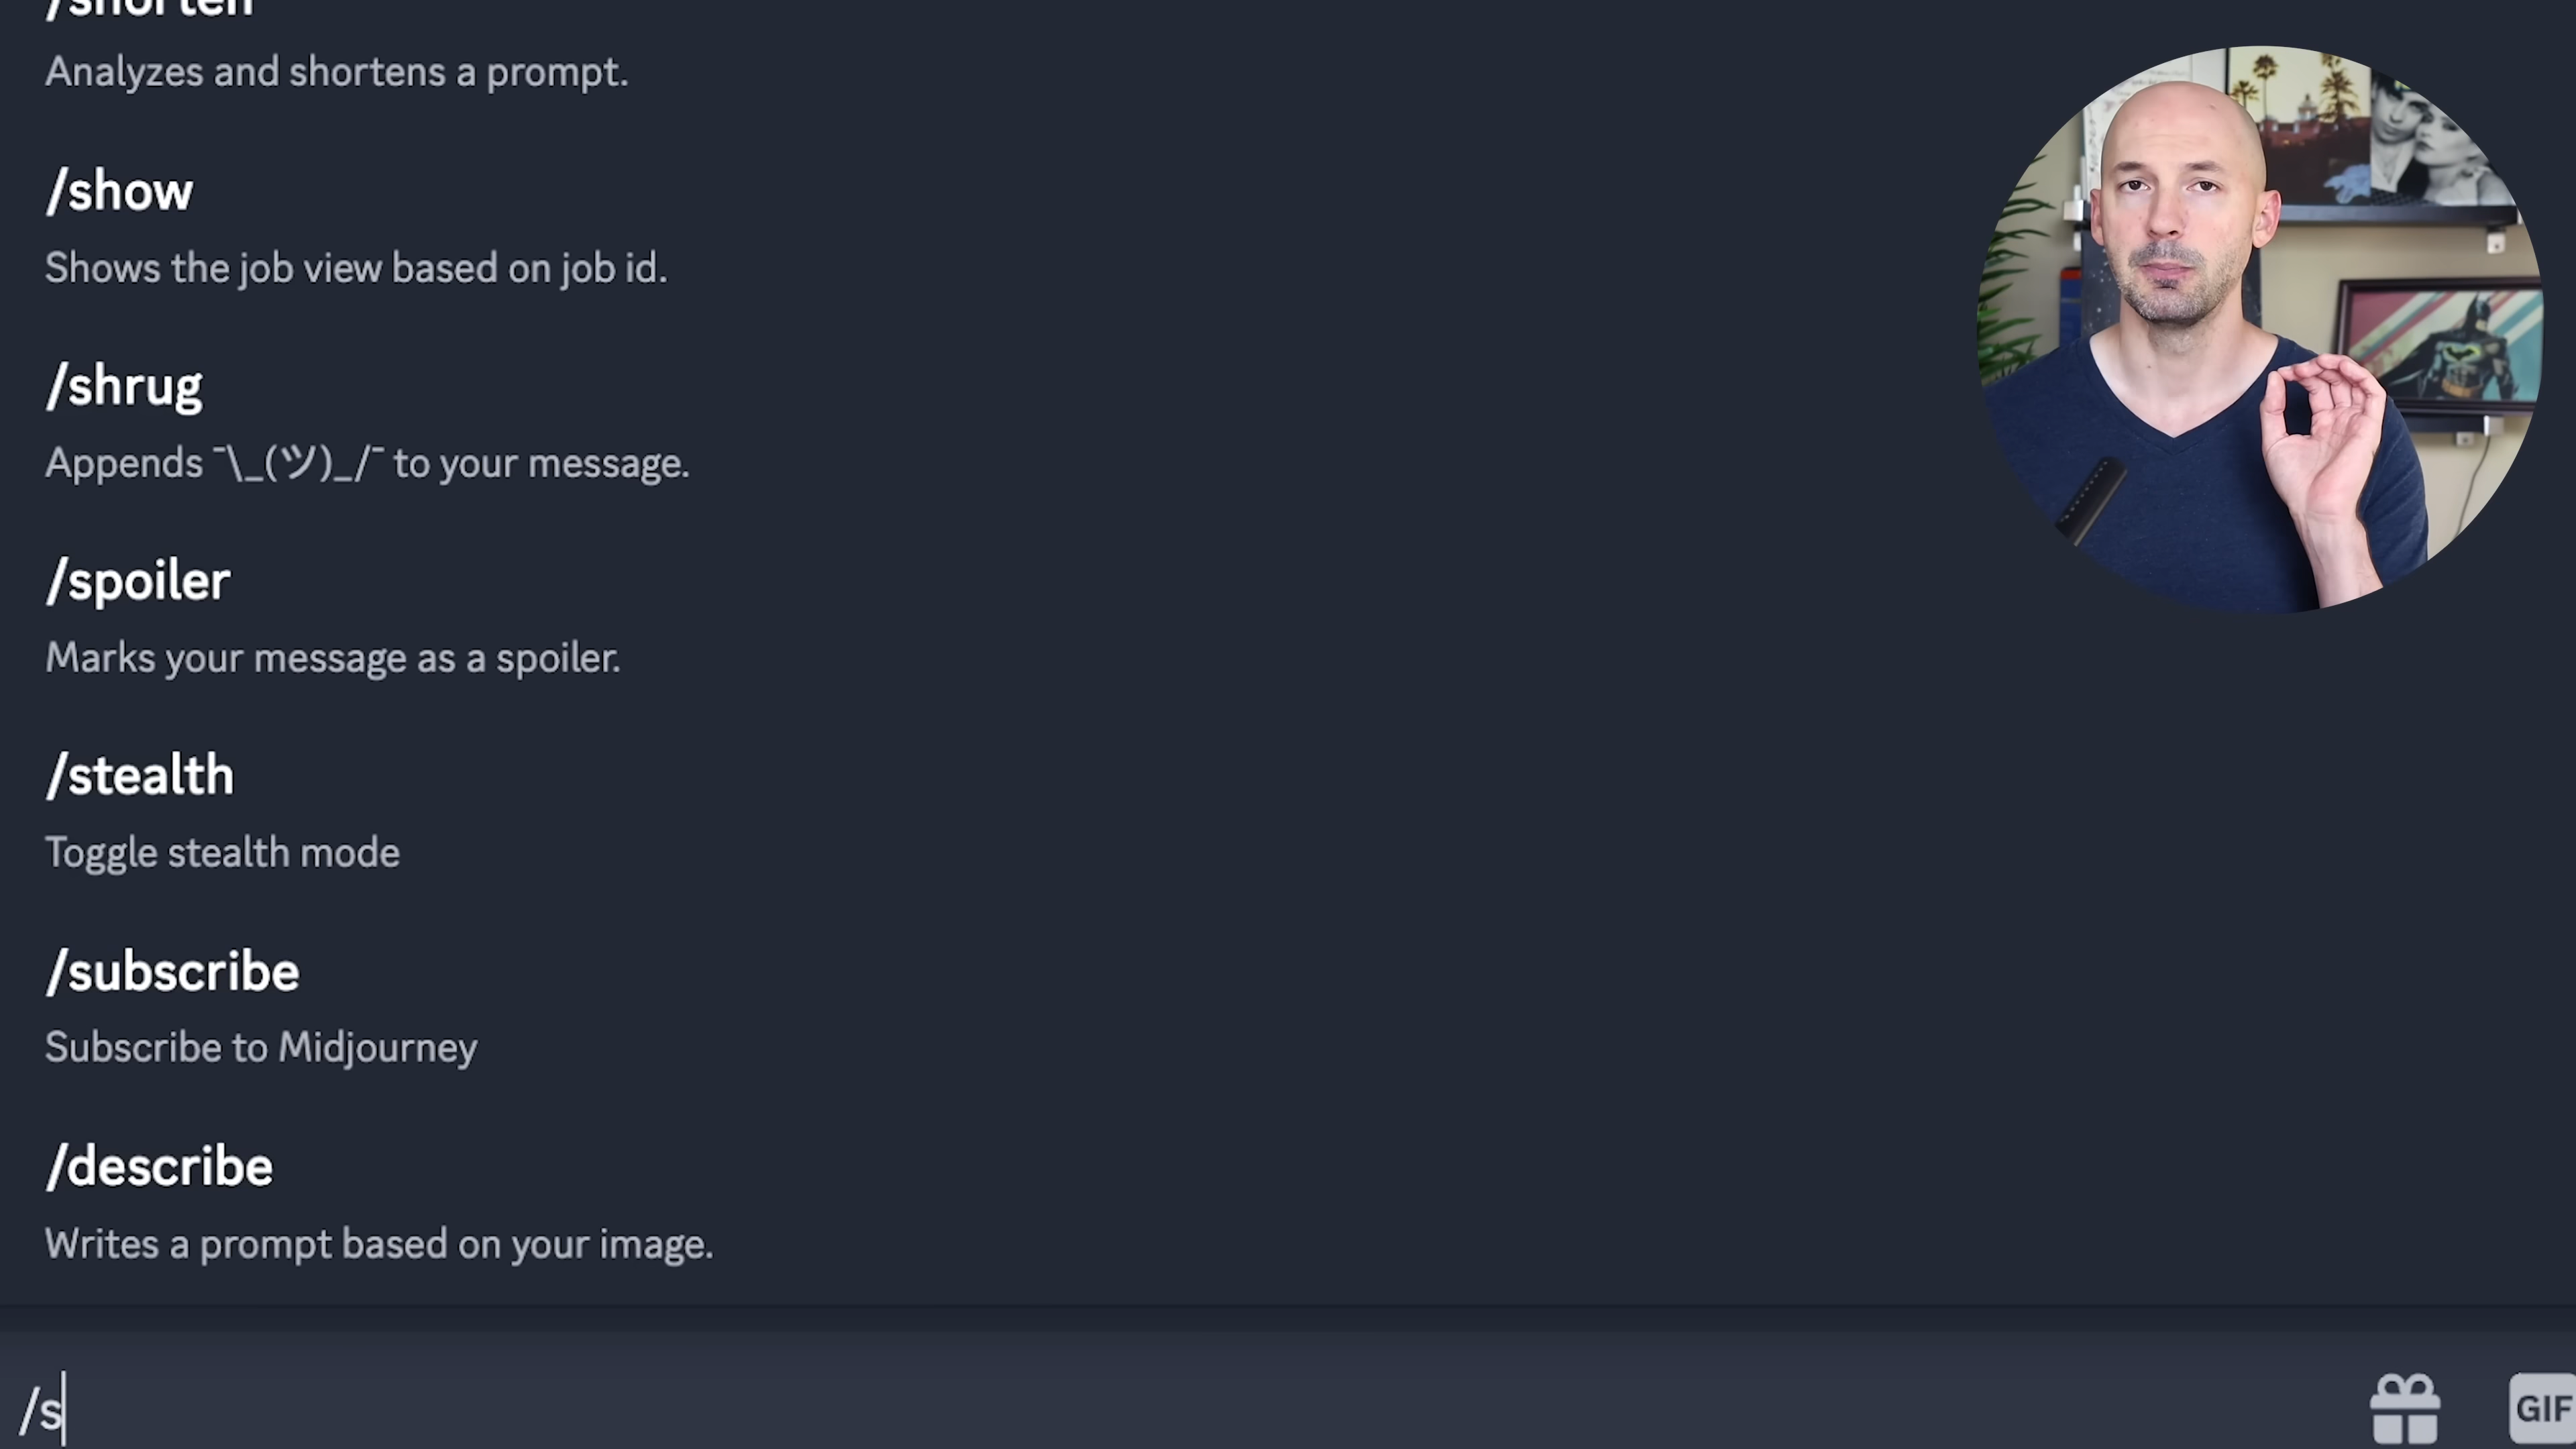 /shorten
Analyzes and shortens a prompt.
/show
Shows the job view based on job id.
/shrug
Appends ¯\_(ツ)_/¯ to your message.
/spoiler
Marks your message as a spoiler.
/stealth
Toggle stealth mode
/subscribe
Subscribe to Midjourney
/describe
Writes a prompt based on your image.
/s
GIF